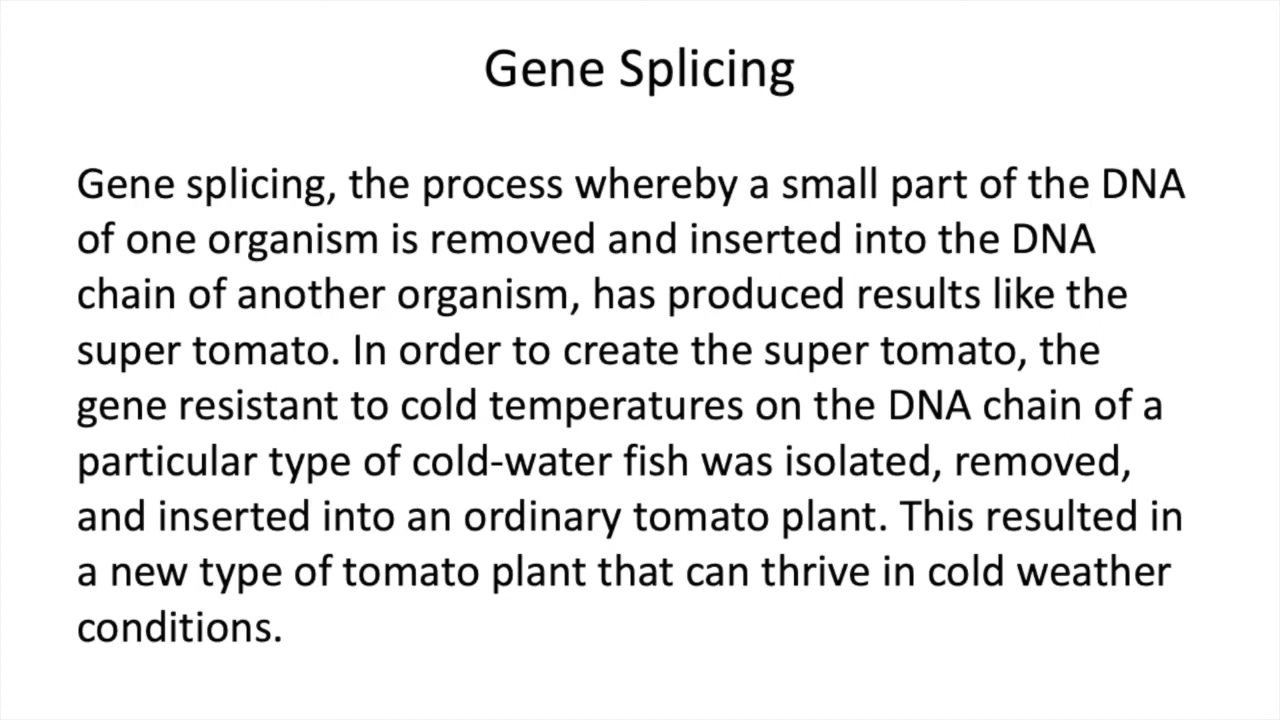 Gene Splicing
Gene splicing, the process whereby a small part of the DNA
of one organism is removed and inserted into the DNA
chain of another organism, has produced results like the
super tomato. In order to create the super tomato, the
gene resistant to cold temperatures on the DNA chain of a
particular type of cold-water fish was isolated, removed,
and inserted into an ordinary tomato plant. This resulted in
a new type of tomato plant that can thrive in cold weather
conditions.